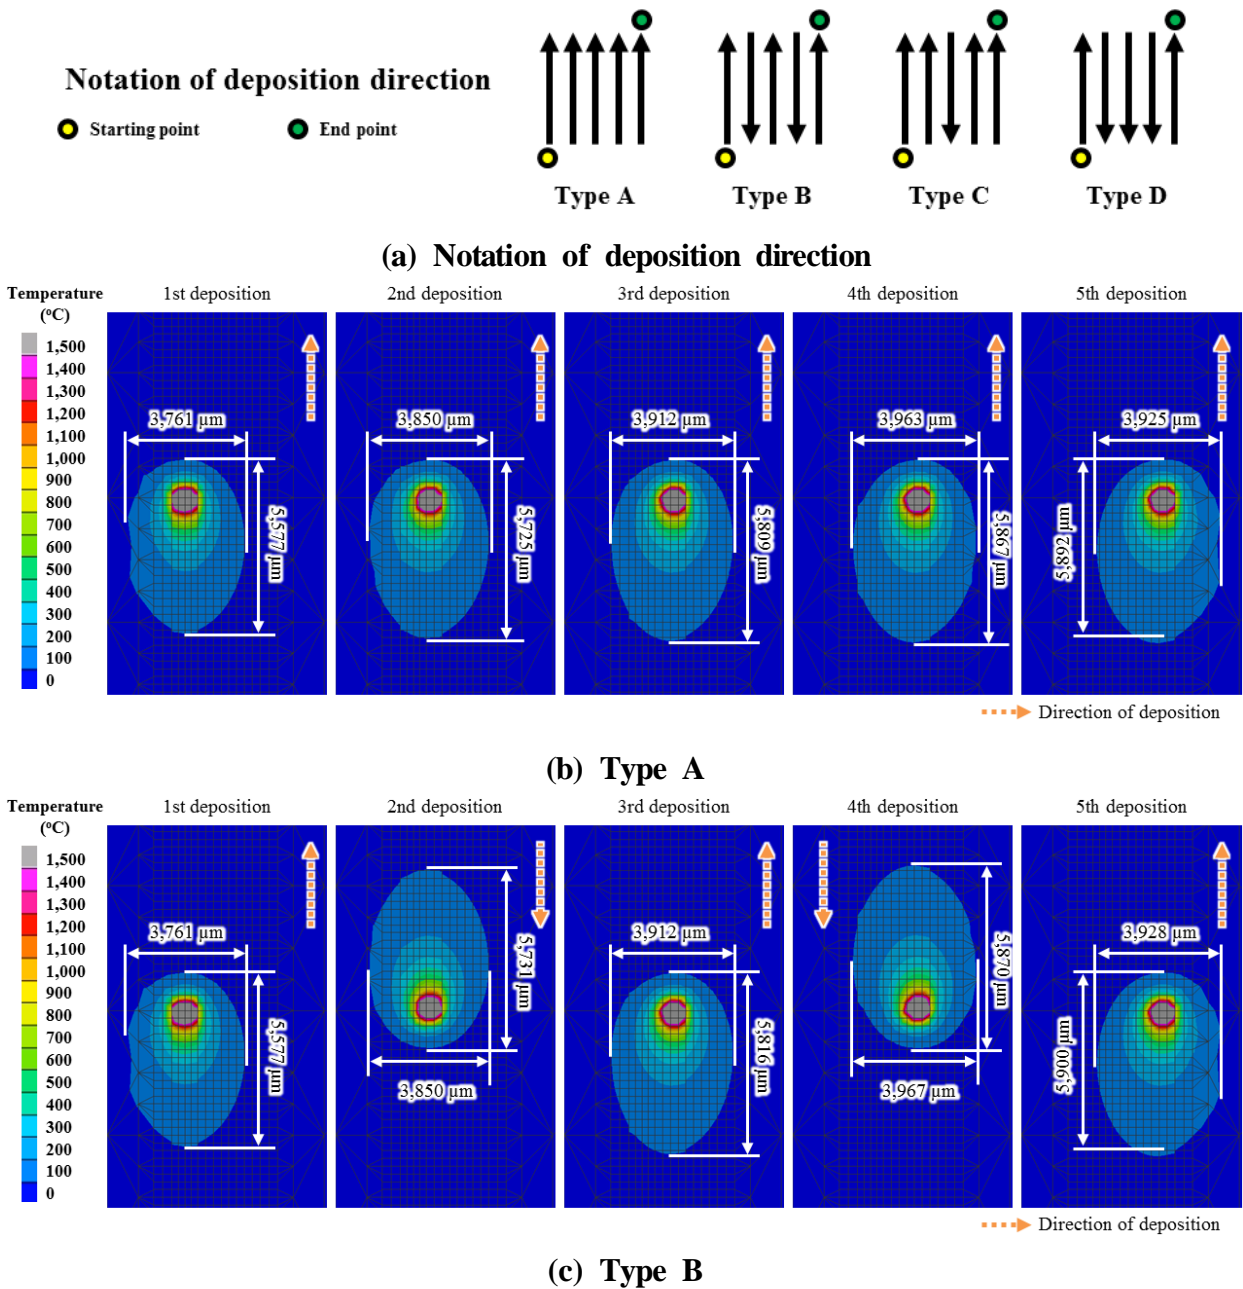 Notation of deposition direction
Starting point
End point
Type A
Type B
Type C
Type D
(a) Notation of deposition direction
Temperature
(°C)
1st deposition
2nd deposition
3rd deposition
4th deposition
5th deposition
1,500
1,400
1,300
1,200
1,100
1,000
900
800
700
600
500
400
300
200
100
0
3,761 µm
5,577 µm
3,850 µm
5,725 µm
3,912 µm
5,809 µm
3,963 µm
5,867 µm
3,925 µm
5,892 µm
Direction of deposition
(b) Type A
Temperature
(°C)
1st deposition
2nd deposition
3rd deposition
4th deposition
5th deposition
1,500
1,400
1,300
1,200
1,100
1,000
900
800
700
600
500
400
300
200
100
0
3,761 µm
5,577 µm
5,731 µm
3,850 µm
3,912 µm
5,816 µm
5,870 µm
3,967 µm
3,928 µm
5,900 µm
Direction of deposition
(c) Type B